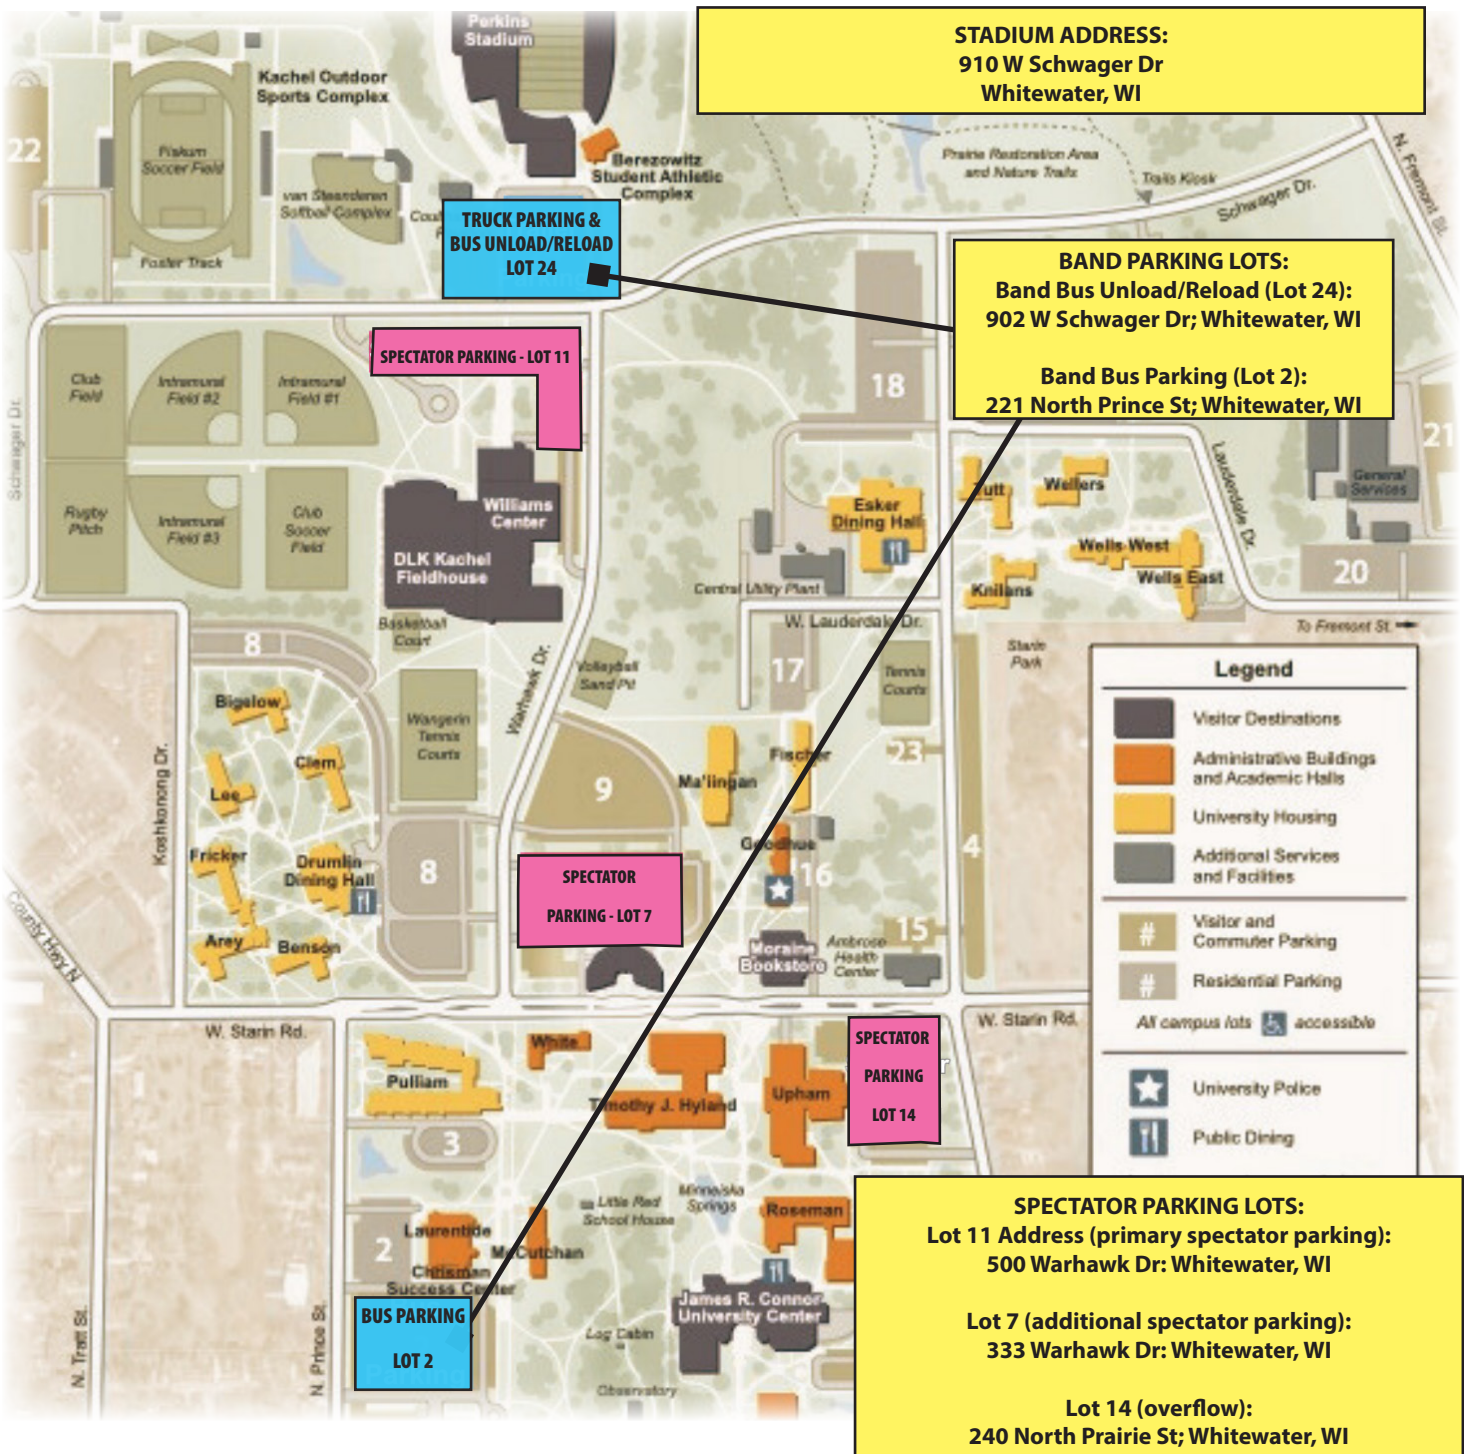 Perkins
Stadium
STADIUM ADDRESS:
910 W Schwager Dr
Whitewater, WI
Kachel Outdoor
Sports Complex
22
Fiskum
Soccer Field
van Steenderen
Softball Complex
Foster Track
Berezowitz
Student Athletic
Complex
Prairie Restoration Area
and Nature Trails
Trails Kiosk
Schwager Dr.
N. Fremont St.
TRUCK PARKING &
BUS UNLOAD/RELOAD
LOT 24
BAND PARKING LOTS:
Band Bus Unload/Reload (Lot 24):
902 W Schwager Dr; Whitewater, WI
Band Bus Parking (Lot 2):
221 North Prince St; Whitewater, WI
SPECTATOR PARKING - LOT 11
Club
Field
Intramural
Field #2
Intramural
Field #1
18
21
Schwager Dr.
Rugby
Pitch
Intramural
Field #3
Club
Soccer
Field
Williams
Center
DLK Kachel
Fieldhouse
Basketball
Court
Esker
Dining Hall
Central Utility Plant
Tutt
Wellers
Wells West
Wells East
Knilans
Lauderdale Dr.
General
Services
20
To Fremont St.
W. Lauderdale Dr.
8
17
Tennis
Courts
Starin
Park
Volleyball
Sand Pit
Warhawk Dr.
Bigelow
Wangerin
Tennis
Courts
Clem
Lee
Koshkonong Dr.
9
Ma'iingan
Fischer
23
Goodhue
16
4
Fricker
Drumlin
Dining Hall
8
SPECTATOR
PARKING - LOT 7
Arey
Benson
Moraine
Bookstore
Ambrose
Health
Center
15
County Hwy N
Legend
Visitor Destinations
Administrative Buildings
and Academic Halls
University Housing
Additional Services
and Facilities
# Visitor and
Commuter Parking
# Residential Parking
All campus lots accessible
University Police
Public Dining
W. Starin Rd.
W. Starin Rd.
White
Pulliam
Timothy J. Hyland
Upham
SPECTATOR
PARKING
LOT 14
3
Little Red
School House
Minneiska
Springs
Roseman
2
Laurentide
McCutchan
Chrisman
Success Center
James R. Connor
University Center
Log Cabin
Observatory
BUS PARKING
LOT 2
Parking
N. Tratt St.
N. Prince St.
SPECTATOR PARKING LOTS:
Lot 11 Address (primary spectator parking):
500 Warhawk Dr: Whitewater, WI
Lot 7 (additional spectator parking):
333 Warhawk Dr: Whitewater, WI
Lot 14 (overflow):
240 North Prairie St; Whitewater, WI